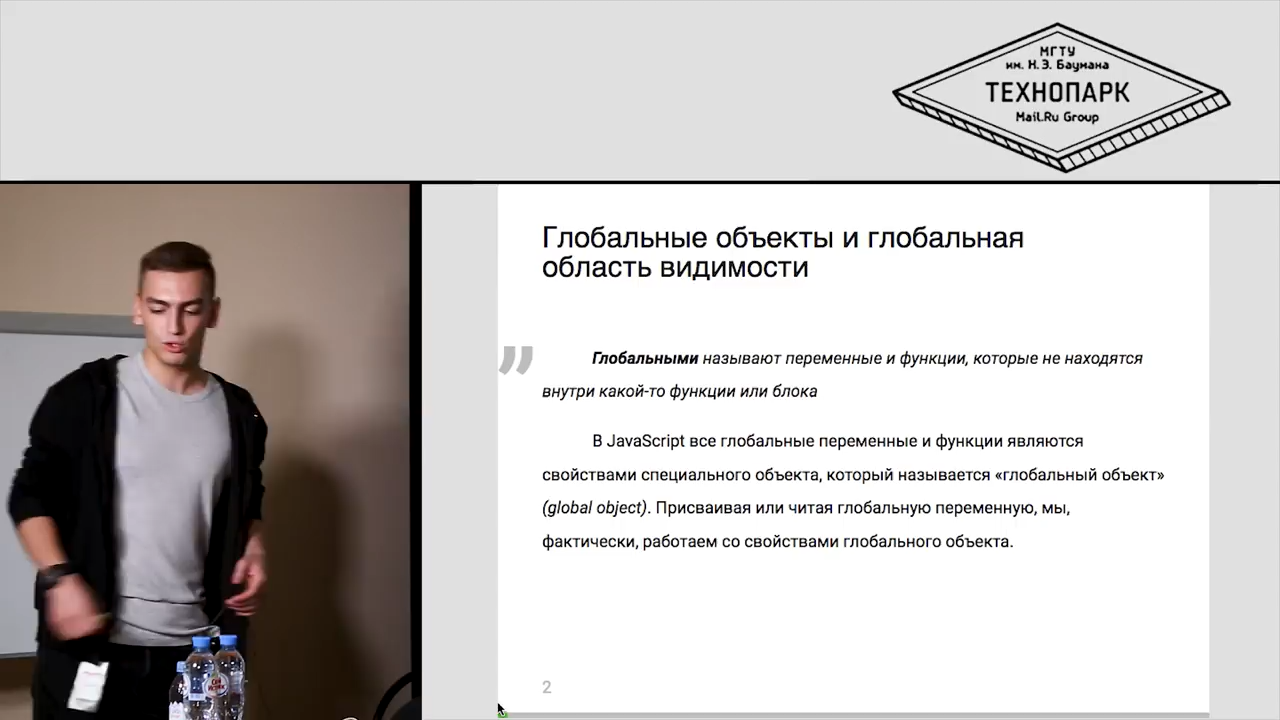 МГТУ
им. Н.Э. Баумана
ТЕХНОПАРК
Mail.Ru Group
Глобальные объекты и глобальная
область видимости
” Глобальными называют переменные и функции, которые не находятся
внутри какой-то функции или блока
В JavaScript все глобальные переменные и функции являются
свойствами специального объекта, который называется «глобальный объект»
(global object). Присваивая или читая глобальную переменную, мы,
фактически, работаем со свойствами глобального объекта.
2